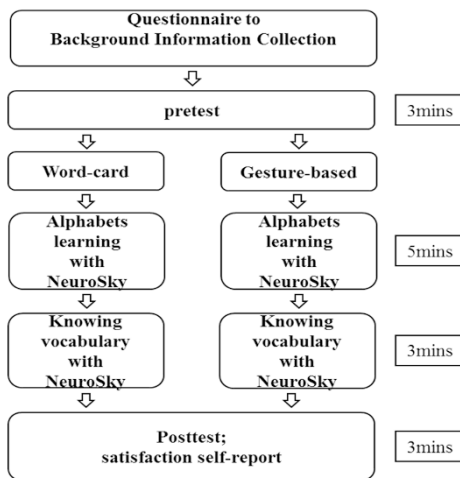 Questionnaire to
Background Information Collection
pretest
3mins
Word-card
Gesture-based
Alphabets
learning
with
NeuroSky
Alphabets
learning
with
NeuroSky
5mins
Knowing
vocabulary
with
NeuroSky
Knowing
vocabulary
with
NeuroSky
3mins
Posttest;
satisfaction self-report
3mins